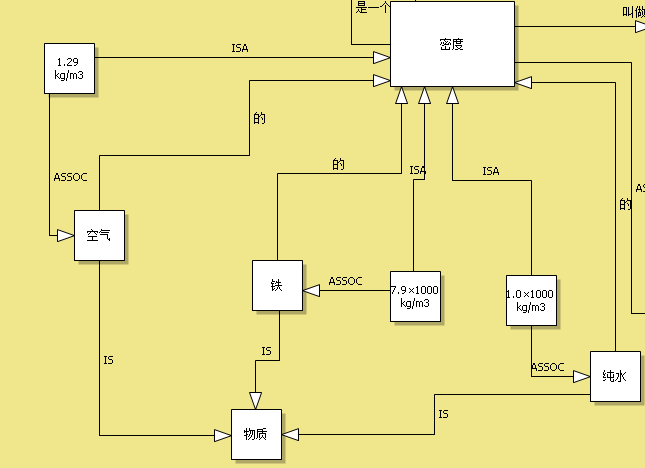 是一个
叫做
密度
ISA
1.29
kg/m3
的
的
ISA
ISA
ASSOC
的
空气
铁
ASSOC
7.9×1000
kg/m3
1.0×1000
kg/m3
IS
IS
ASSOC
纯水
IS
物质